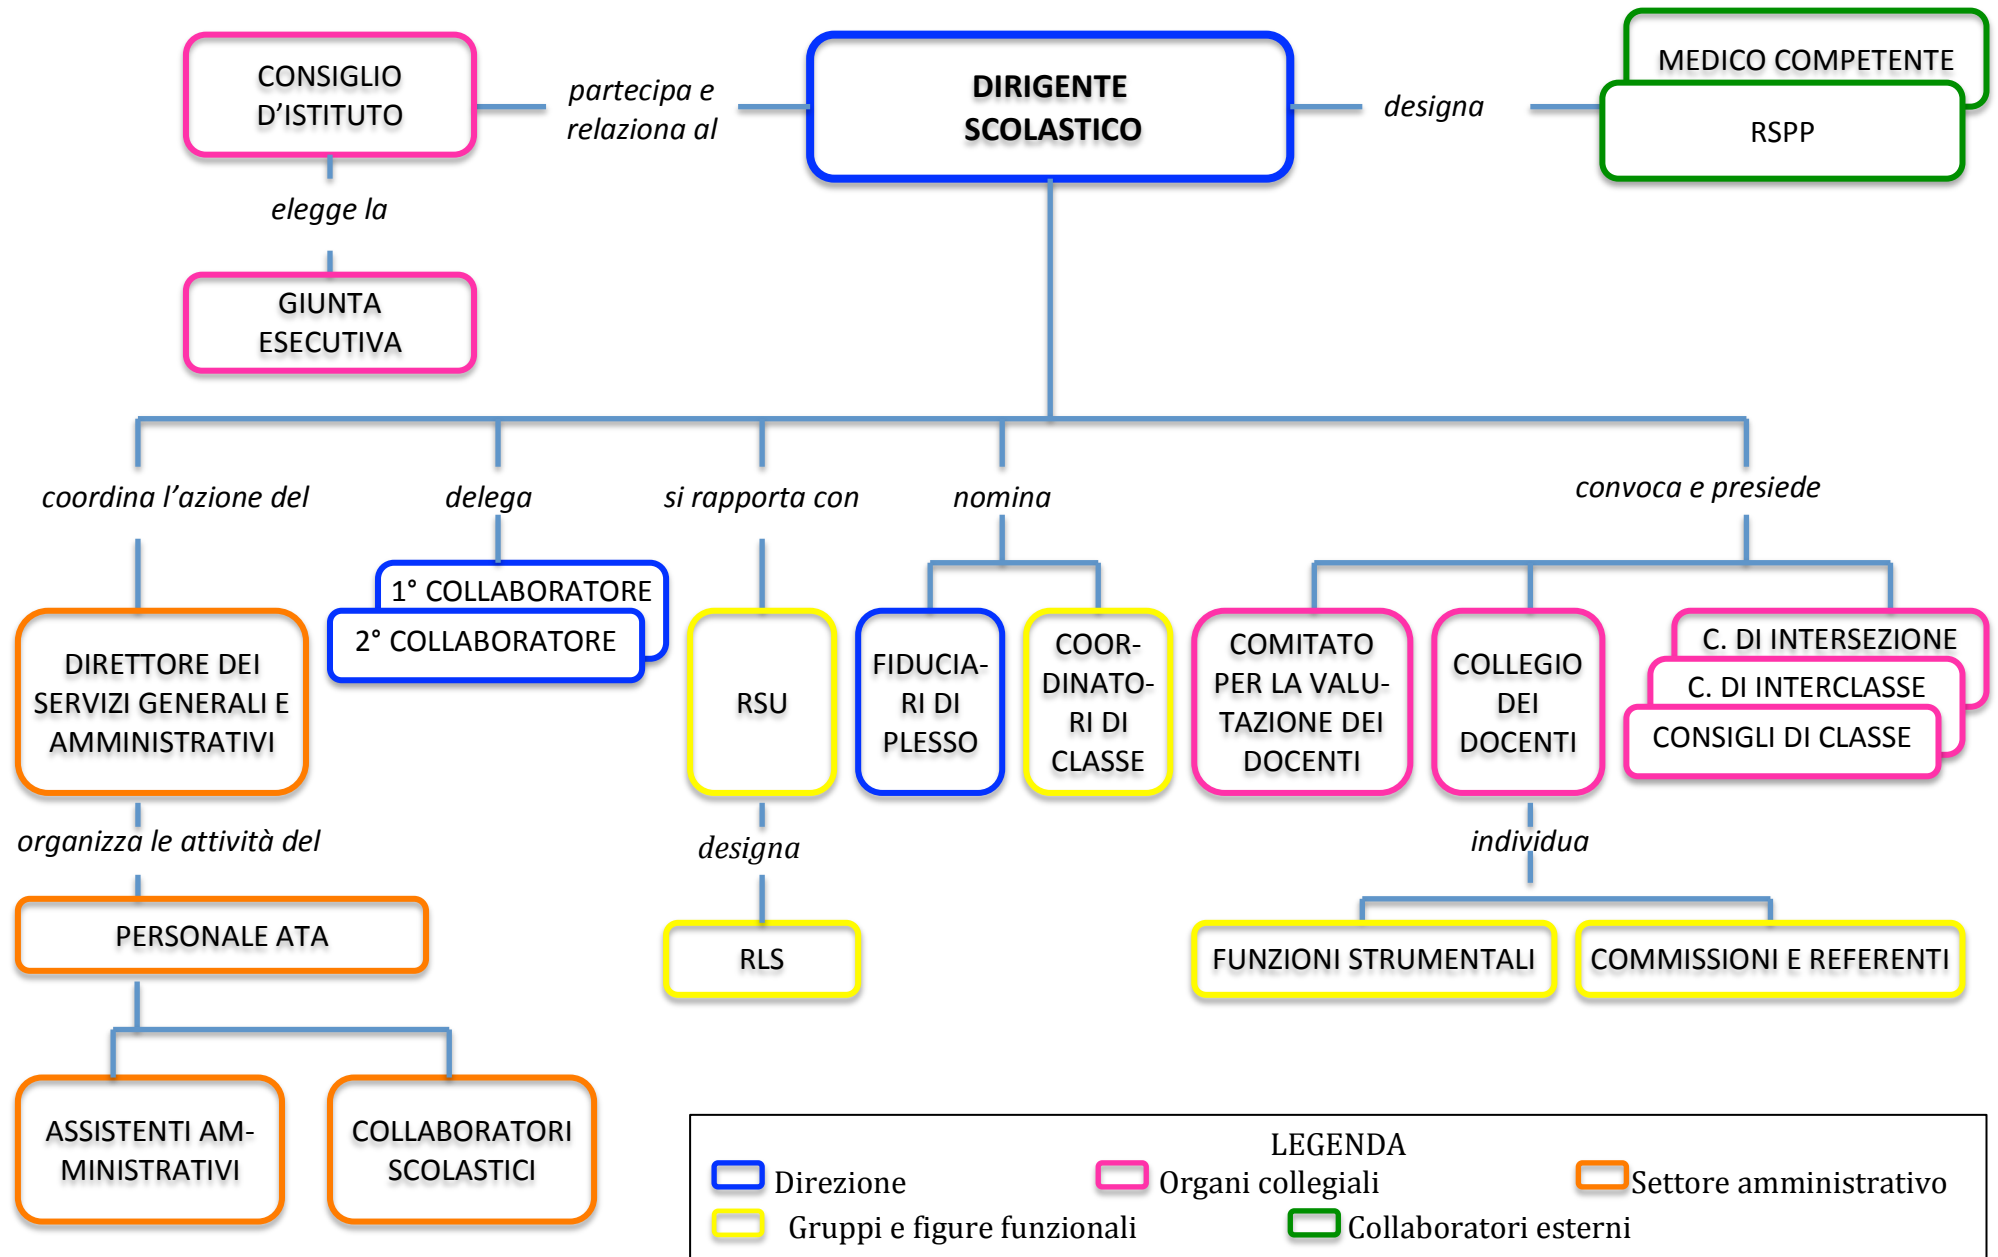 CONSIGLIO
D'ISTITUTO
partecipa e
relaziona al
DIRIGENTE
SCOLASTICO
designa
MEDICO COMPETENTE
RSPP
elegge la
GIUNTA
ESECUTIVA
coordina l’azione del
delega
si rapporta con
nomina
convoca e presiede
1° COLLABORATORE
2° COLLABORATORE
DIRETTORE DEI
SERVIZI GENERALI E
AMMINISTRATIVI
RSU
FIDUCIA-
RI DI
PLESSO
COOR-
DINATO-
RI DI
CLASSE
COMITATO
PER LA VALU-
TAZIONE DEI
DOCENTI
COLLEGIO
DEI
DOCENTI
C. DI INTERSEZIONE
C. DI INTERCLASSE
CONSIGLI DI CLASSE
organizza le attività del
designa
individua
PERSONALE ATA
RLS
FUNZIONI STRUMENTALI
COMMISSIONI E REFERENTI
ASSISTENTI AM-
MINISTRATIVI
COLLABORATORI
SCOLASTICI
LEGENDA
Direzione
Organi collegiali
Settore amministrativo
Gruppi e figure funzionali
Collaboratori esterni